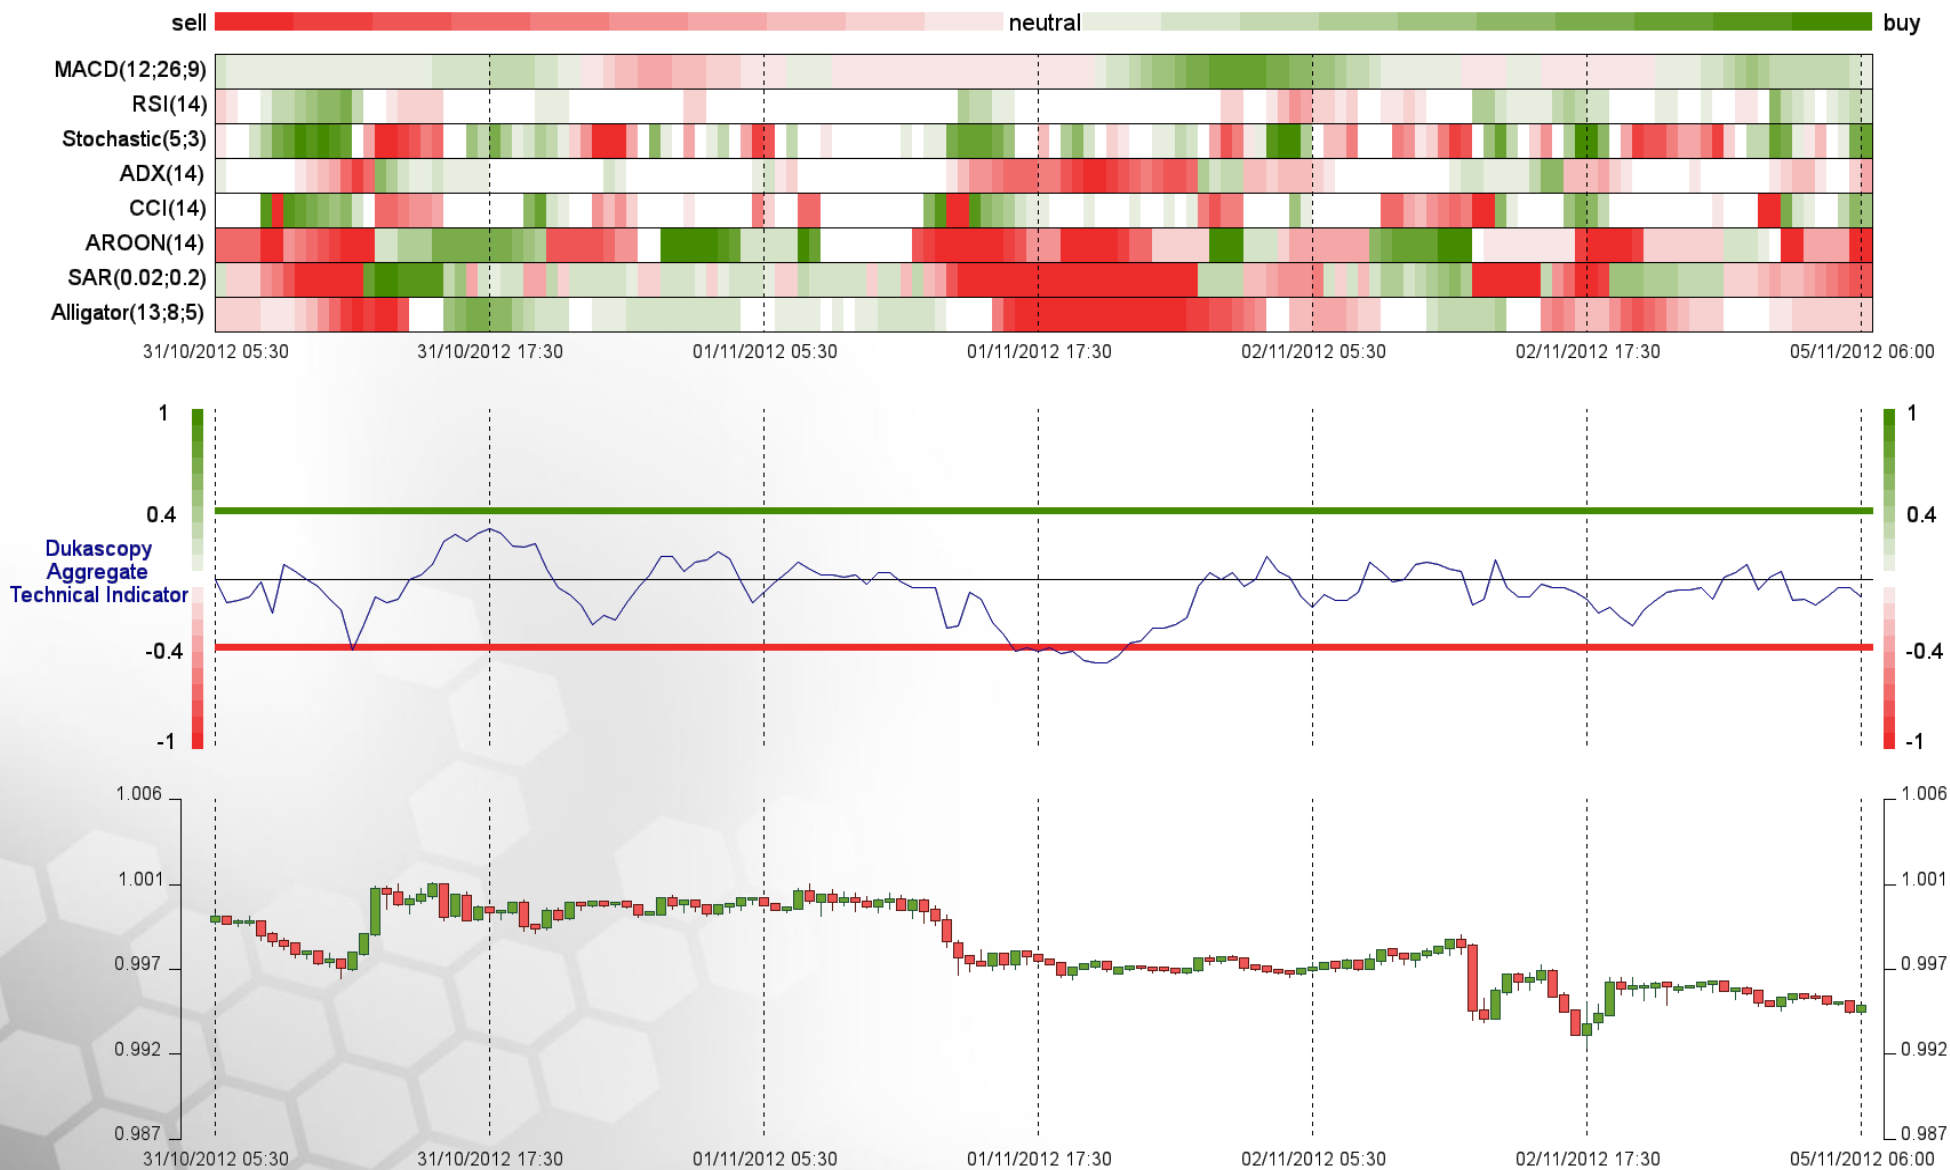 sell neutral buy
MACD(12;26;9)
RSI(14)
Stochastic(5;3)
ADX(14)
CCI(14)
AROON(14)
SAR(0.02;0.2)
Alligator(13;8;5)
31/10/2012 05:30 31/10/2012 17:30 01/11/2012 05:30 01/11/2012 17:30 02/11/2012 05:30 02/11/2012 17:30 05/11/2012 06:00
1 1
0.4 0.4
Dukascopy
Aggregate
Technical Indicator
-0.4 -0.4
-1 -1
1.006 1.006
1.001 1.001
0.997 0.997
0.992 0.992
0.987 0.987
31/10/2012 05:30 31/10/2012 17:30 01/11/2012 05:30 01/11/2012 17:30 02/11/2012 05:30 02/11/2012 17:30 05/11/2012 06:00